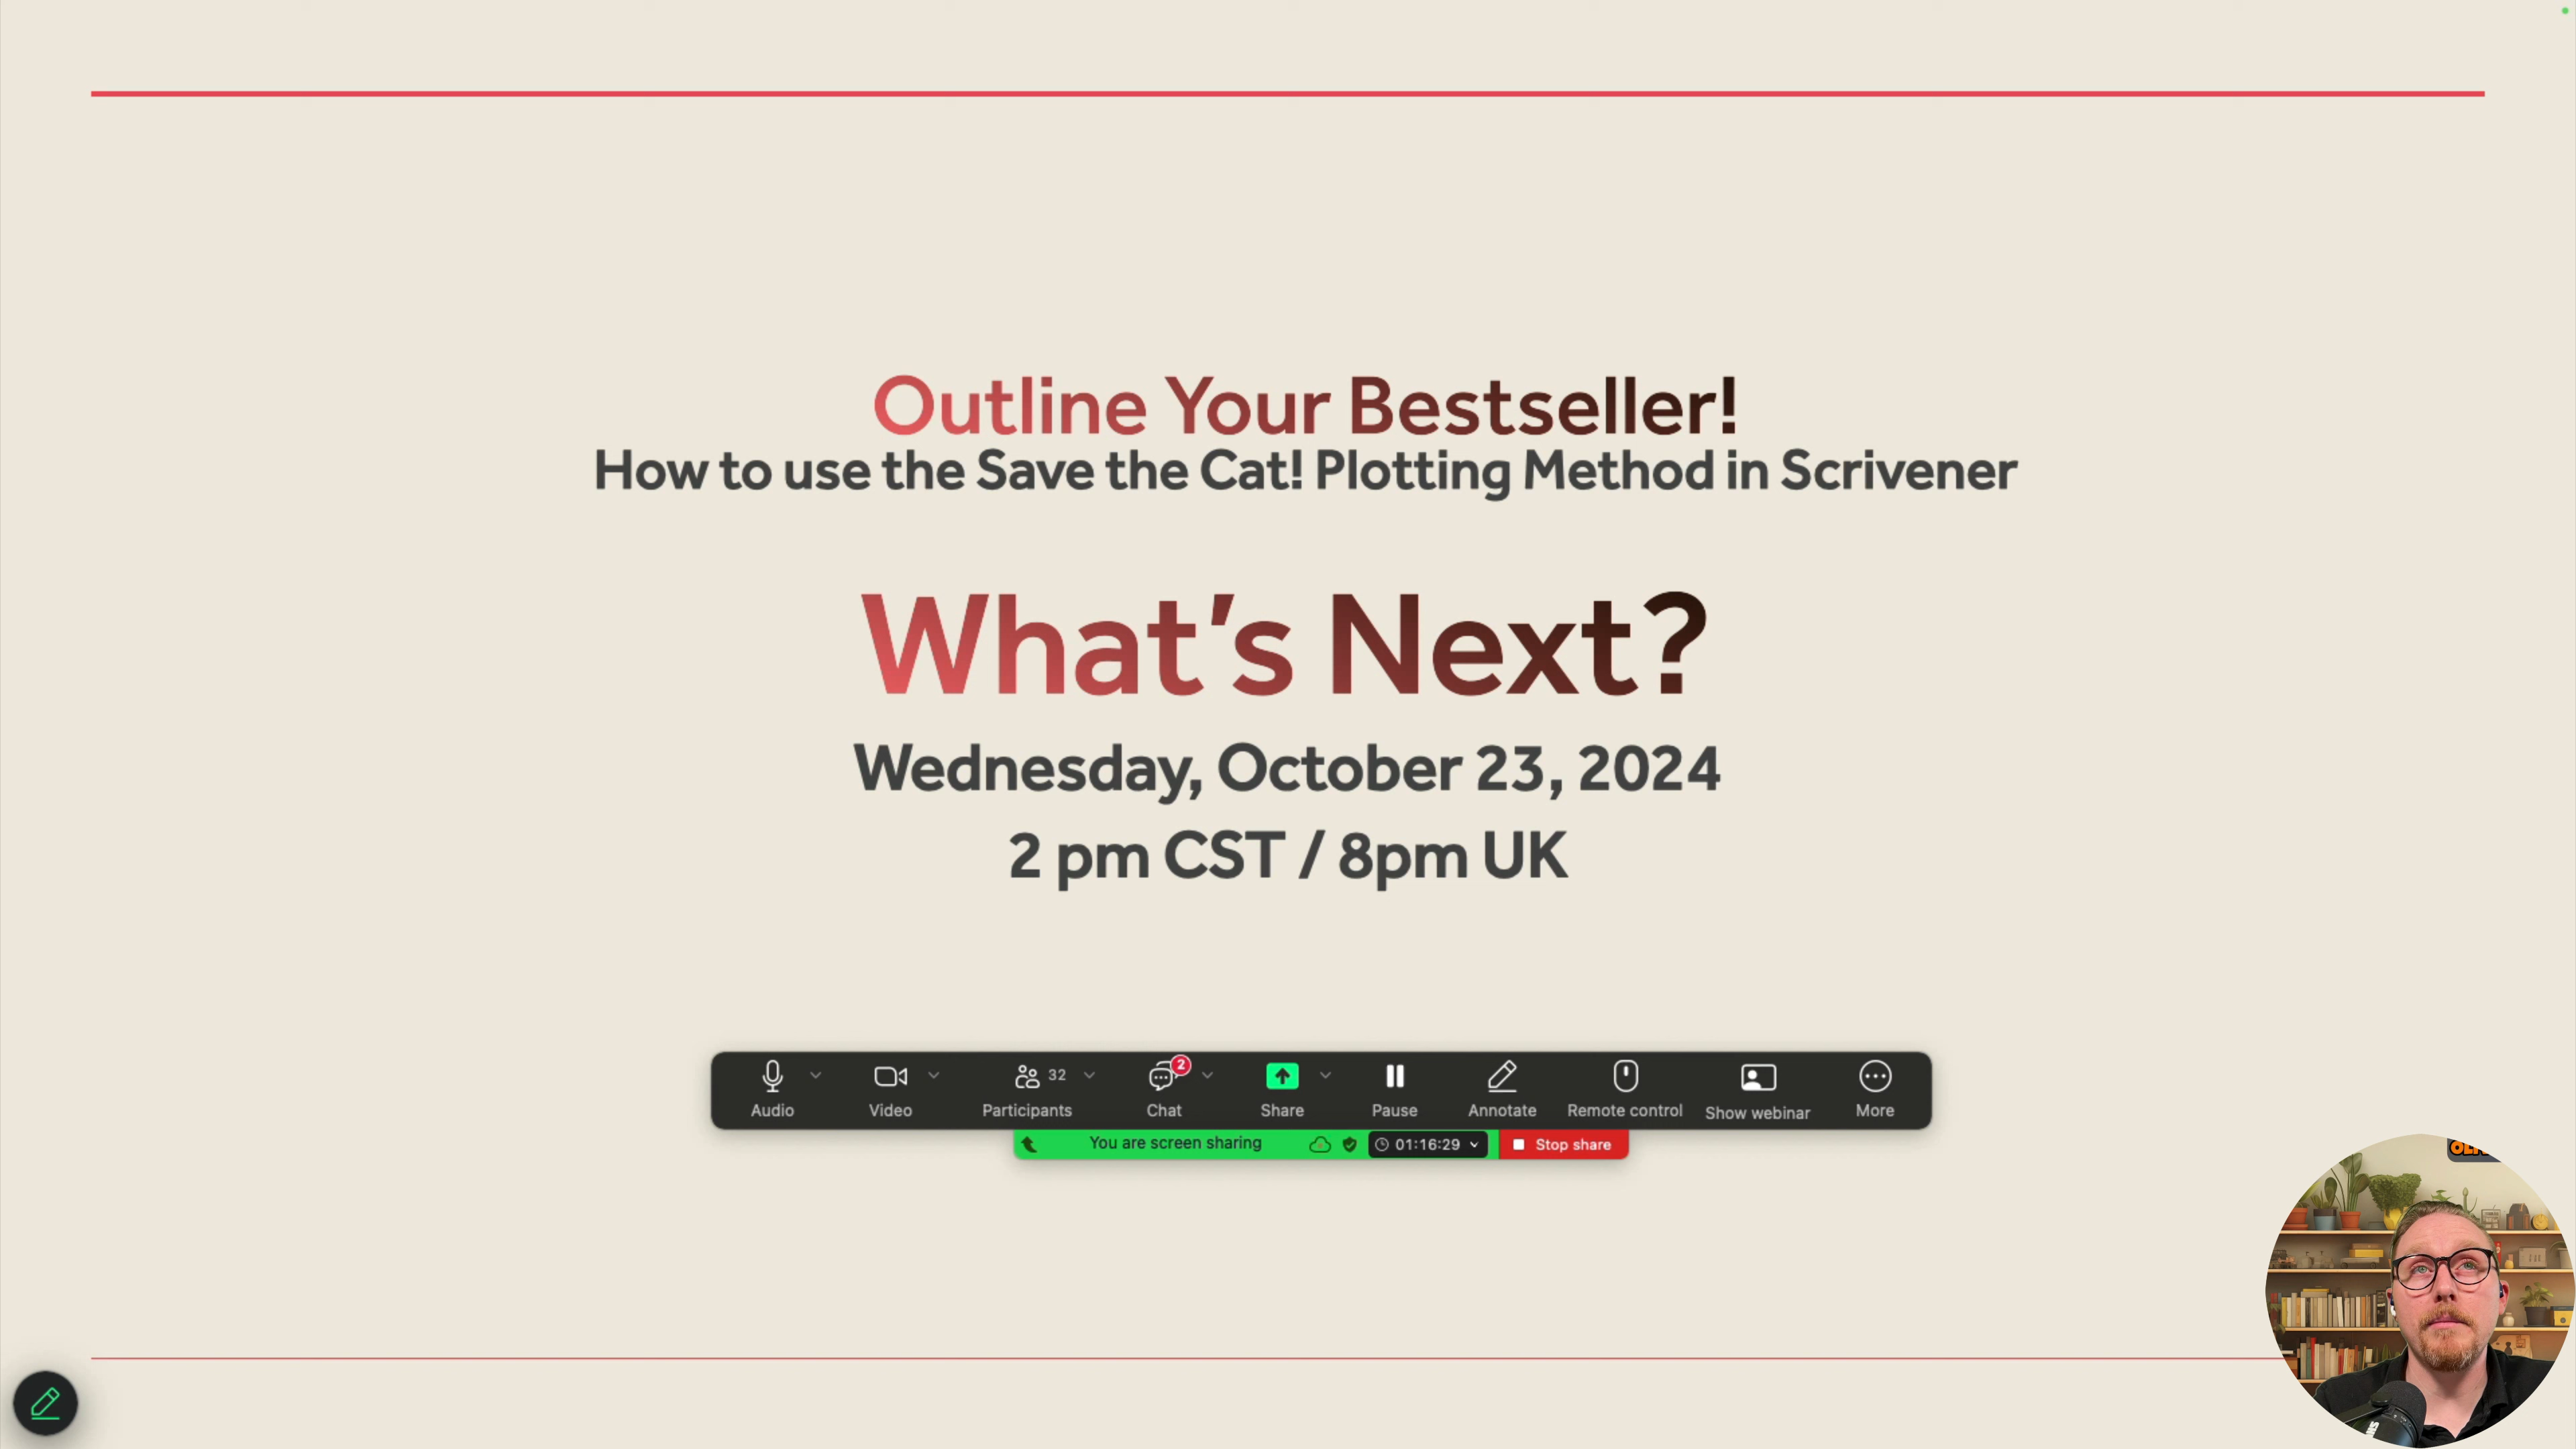 Outline Your Bestseller!
How to use the Save the Cat! Plotting Method in Scrivener
What's Next?
Wednesday, October 23, 2024
2 pm CST / 8pm UK
32
2
Audio
Video
Participants
Chat
Share
Pause
Annotate
Remote control
Show webinar
More
You are screen sharing
01:16:29
Stop share